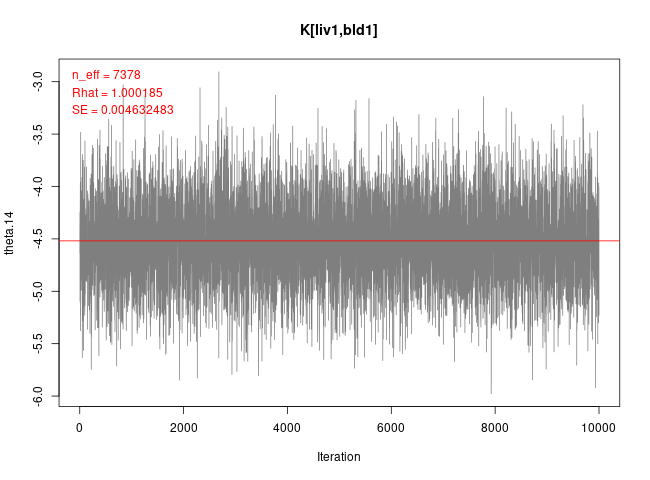 K[liv1,bld1]
n_eff = 7378
Rhat = 1.000185
SE = 0.004632483
-3.0
-3.5
-4.0
-4.5
-5.0
-5.5
-6.0
theta.14
0 2000 4000 6000 8000 10000
Iteration